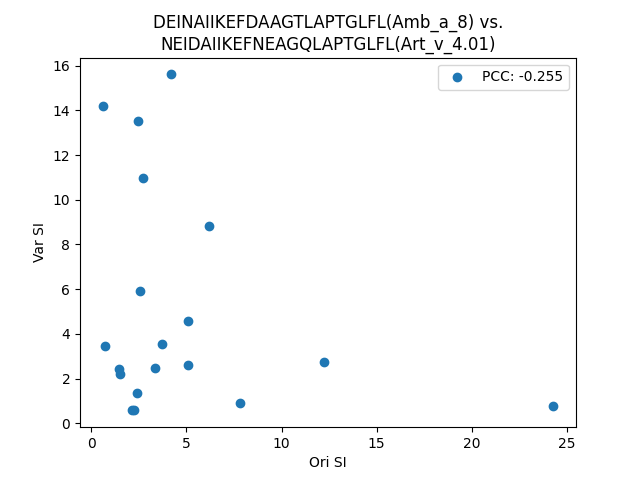 DEINAIIKEFDAAGTLAPTGLFL(Amb_a_8) vs.
NEIDAIIKEFNEAGQLAPTGLFL(Art_v_4.01)
PCC: -0.255
16
14
12
10
8
6
4
2
0
Var SI
0 5 10 15 20 25
Ori SI